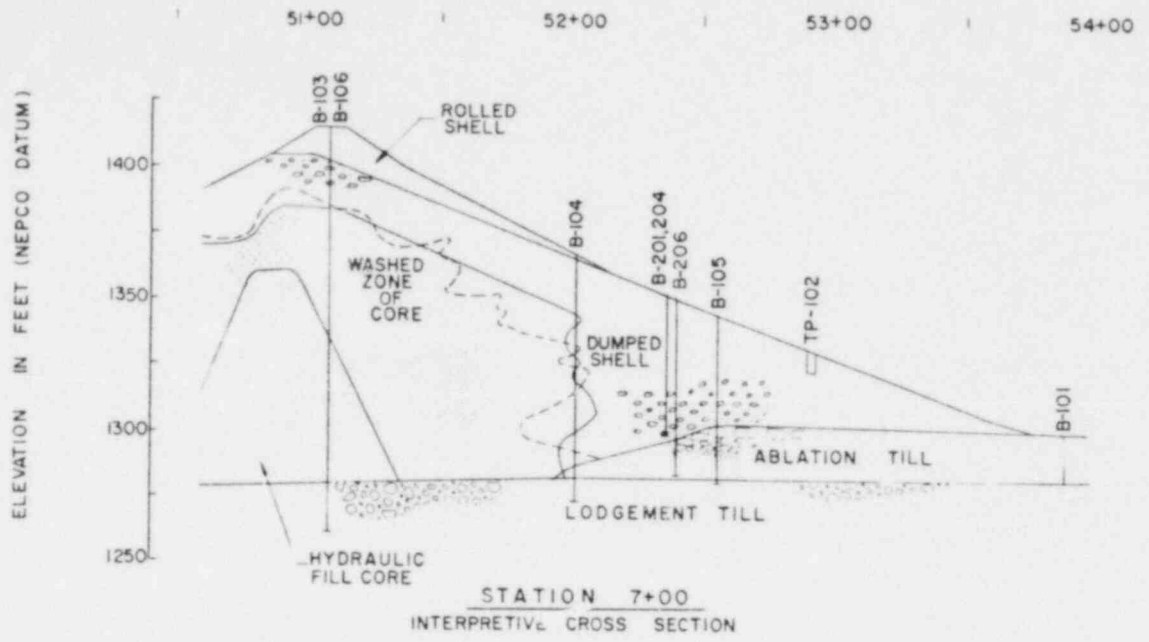 51+00 52+00 53+00 54+00
ELEVATION IN FEET (NEPCO DATUM)
1400
1350
1300
1250
B-103
B-106
ROLLED
SHELL
B-104
B-201,204
B-206
B-105
TP-102
B-101
WASHED
ZONE
OF
CORE
DUMPED
SHELL
ABLATION TILL
LODGEMENT TILL
HYDRAULIC
FILL CORE
STATION 7+00
INTERPRETIVE CROSS SECTION